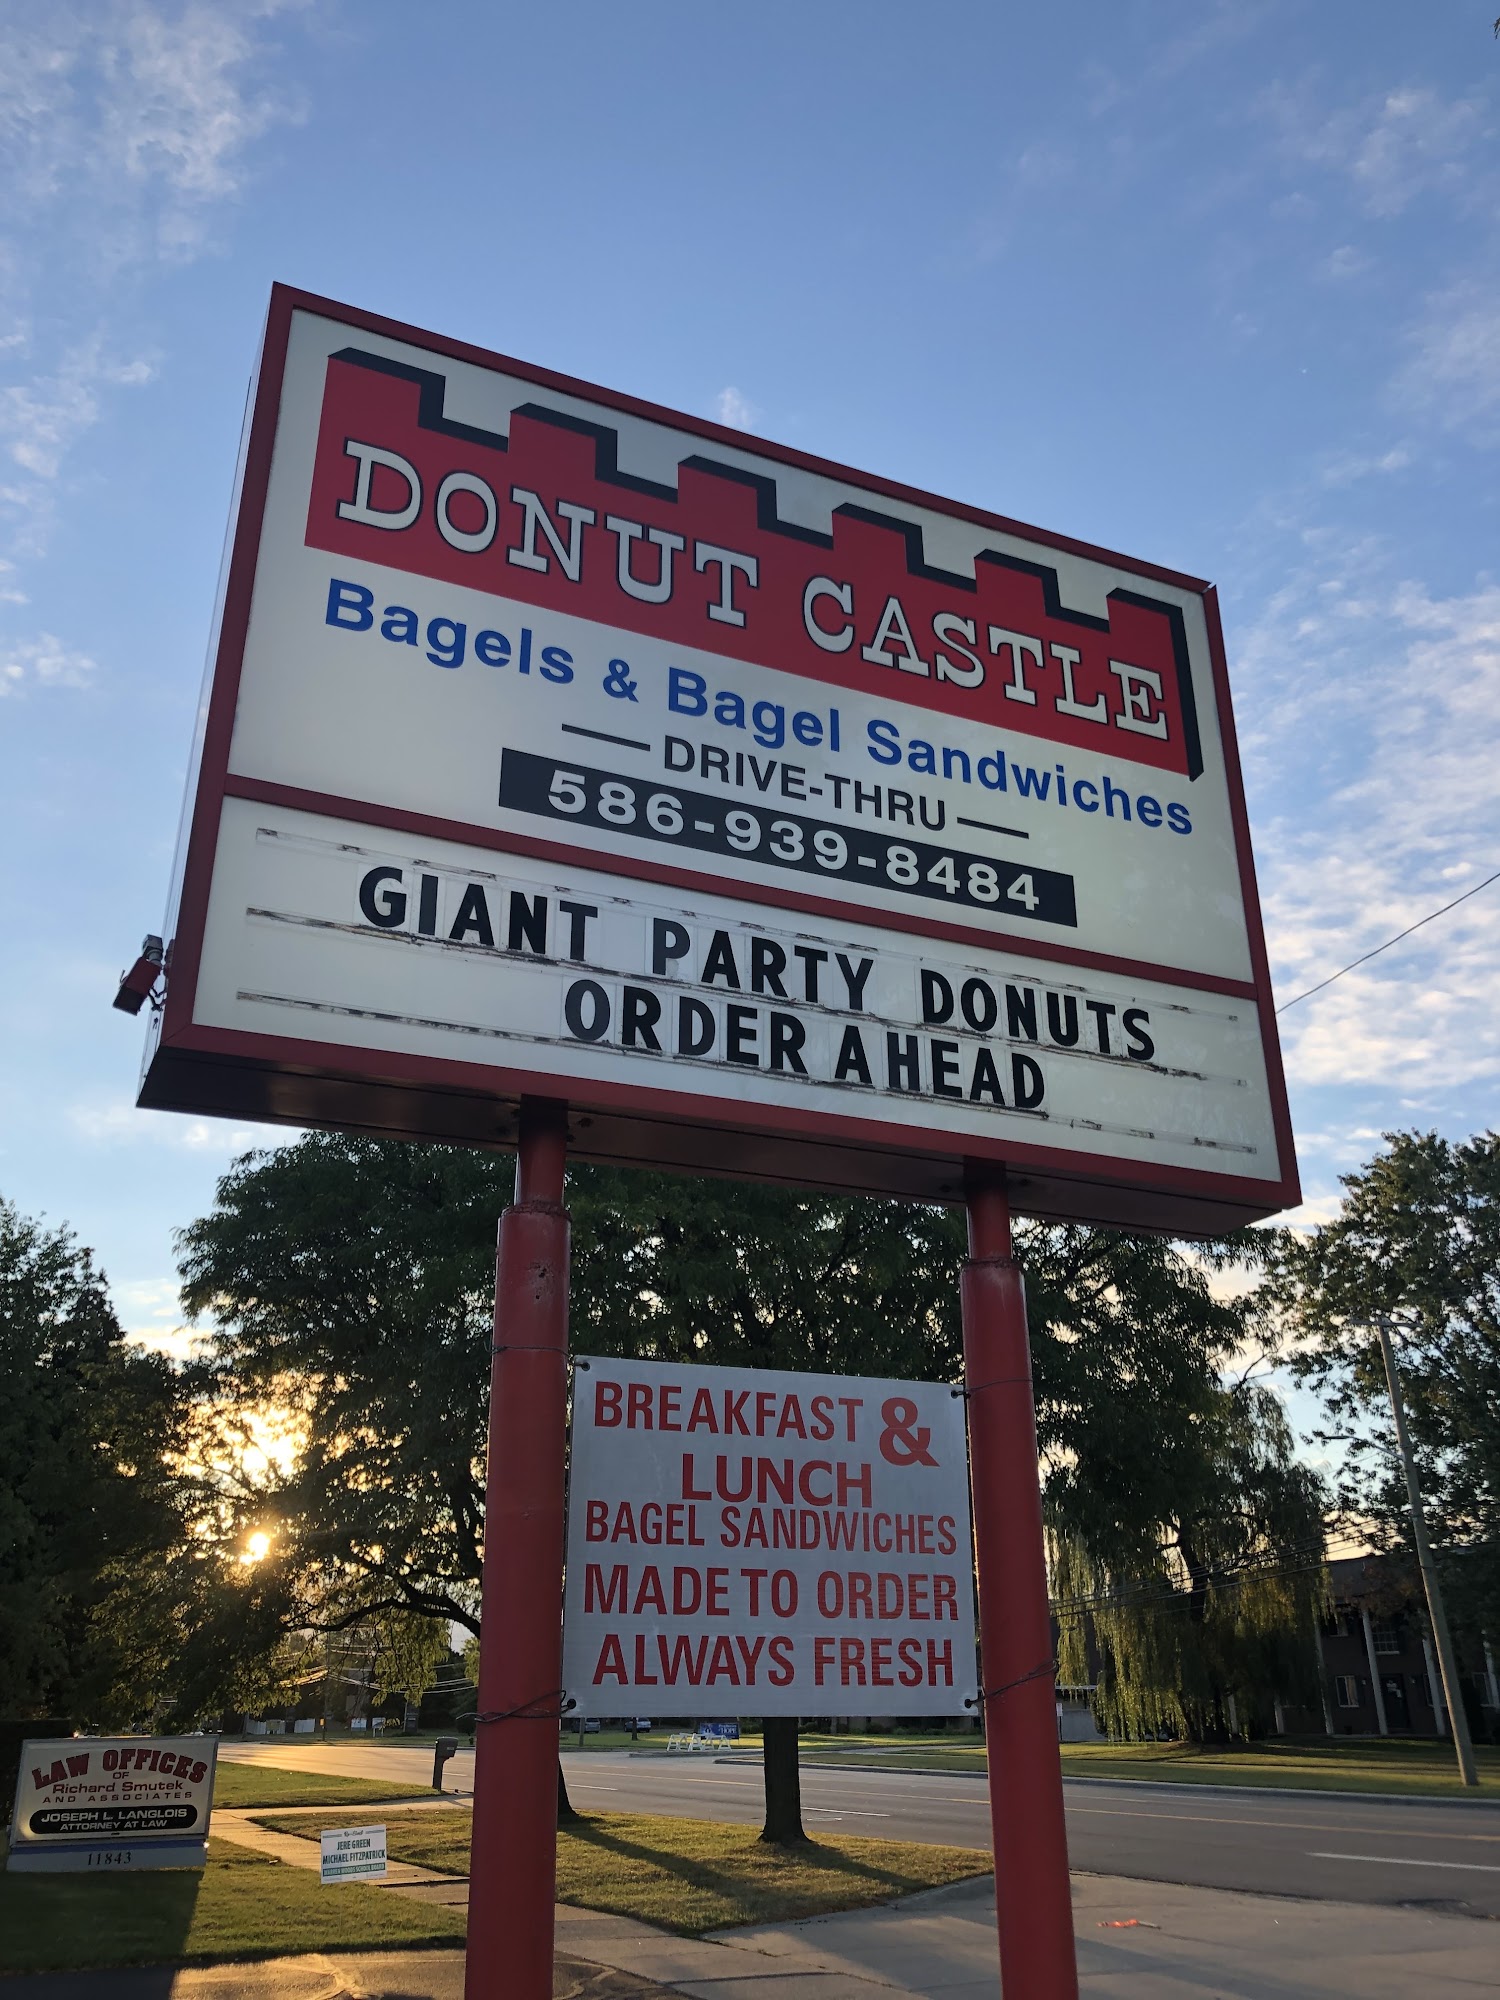 DONUT CASTLE
Bagels & Bagel Sandwiches
DRIVE-THRU
586-939-8484
GIANT PARTY DONUTS
ORDER AHEAD
BREAKFAST &
LUNCH
BAGEL SANDWICHES
MADE TO ORDER
ALWAYS FRESH
LAW OFFICES
OF
Richard Smutek
AND ASSOCIATES
JOSEPH L. LANGLOIS
ATTORNEY AT LAW
11843
JERE GREEN
MICHAEL FITZPATRICK
HOPE